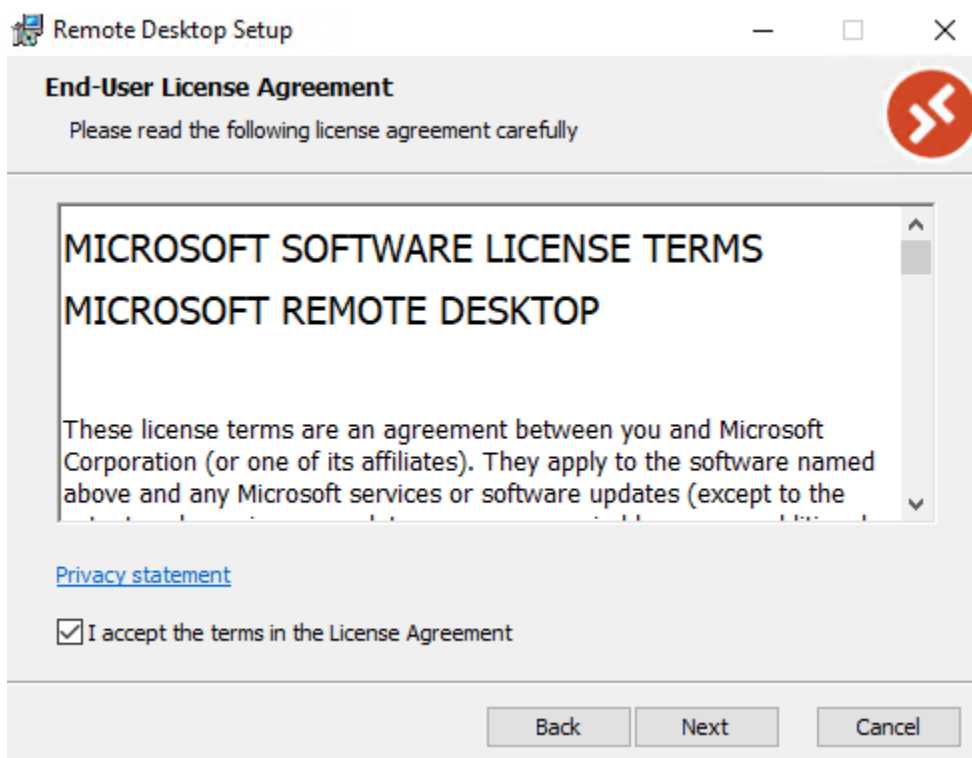 Remote Desktop Setup
End-User License Agreement
Please read the following license agreement carefully
MICROSOFT SOFTWARE LICENSE TERMS
MICROSOFT REMOTE DESKTOP
These license terms are an agreement between you and Microsoft
Corporation (or one of its affiliates). They apply to the software named
above and any Microsoft services or software updates (except to the
Privacy statement
I accept the terms in the License Agreement
Back Next Cancel